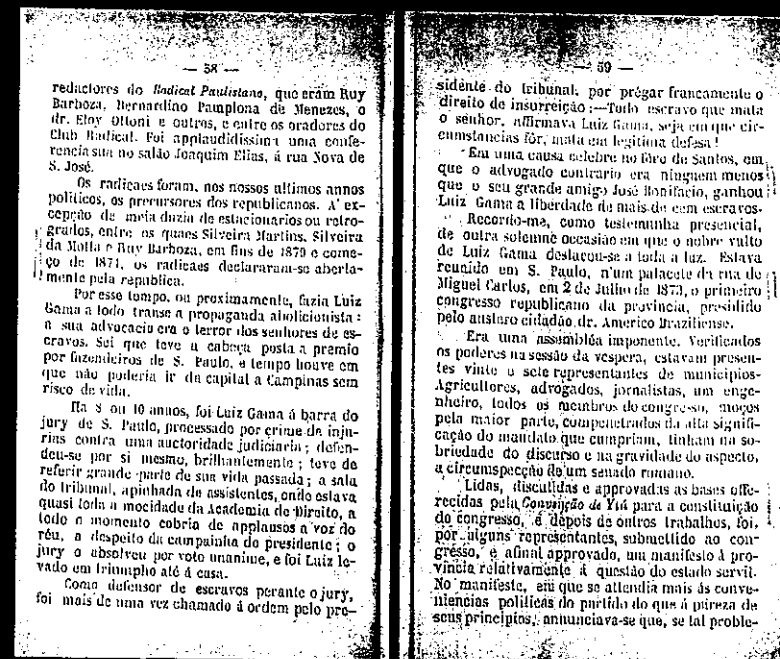 — 58 —
redactores do Radical Paulistano, que eram Ruy
Barboza, Bernardino Pamplona de Menezes, o
dr. Eloy Ottoni e outros, e entre os oradores do
Club Radical. Foi applaudidissima uma confe-
rencia sua no salão Joaquim Elias, á rua Nova de
S. José.
Os radicaes foram, nos nossos ultimos annos
politicos, os precursores dos republicanos. A' ex-
cepção de meia duzia de estacionarios ou retro-
grados, entre os quaes Silveira Martins, Silveira
da Motta e Ruy Barboza, em fins de 1870 e come-
ço de 1871, os radicaes declararam-se aberta-
mente pela republica.
Por esse tempo, ou proximamente, fazia Luiz
Gama a todo transe a propaganda abolicionista :
a sua advocacia era o terror dos senhores de es-
cravos. Sei que teve a cabeça posta a premio
por fazendeiros de S. Paulo, e tempo houve em
que não poderia ir da capital a Campinas sem
risco de vida.
Ha 8 ou 10 annos, foi Luiz Gama á barra do
jury de S. Paulo, processado por crime de inju-
rias contra uma auctoridade judiciaria ; defen-
deu-se por si mesmo, brilhantemente ; teve de
referir grande parte de sua vida passada ; a sala
do tribunal, apinhada de assistentes, onde estava
quasi toda a mocidade da Academia de Direito, a
todo o momento cobria de applausos a voz do
réu, a despeito da campainha do presidente ; o
jury o absolveu por voto unanime, e foi Luiz le-
vado em triumpho até á casa.
Como defensor de escravos perante o jury,
foi mais de uma vez chamado á ordem pelo pre-
— 59 —
sidente do tribunal, por prégar francamente o
direito de insurreição :—Todo escravo que mata
o senhor, affirmava Luiz Gama, seja em que cir-
cumstancias fôr, mata em legitima defesa !
Em uma causa celebre no fôro de Santos, em
que o advogado contrario era ninguem menos
que o seu grande amigo José Bonifacio, ganhou
Luiz Gama a liberdade de mais de cem escravos.
Recordo-me, como testemunha presencial,
de outra solemne occasião em que o nobre vulto
de Luiz Gama destacou-se a toda a luz. Estava
reunido em S. Paulo, n'um palacete da rua de
Miguel Carlos, em 2 de Julho de 1873, o primeiro
congresso republicano da provincia, presidido
pelo austero cidadão dr. Americo Braziliense.
Era uma assembléa imponente. Verificados
os poderes na sessão da vespera, estavam presen-
tes vinte e sete representantes de municipios.
Agricultores, advogados, jornalistas, um enge-
nheiro, todos os membros do congresso, moços
pela maior parte, compenetrados da alta signifi-
cação do mandato que cumpriam, tinham na so-
briedade do discurso e na gravidade do aspecto,
a circumspecção de um senado romano.
Lidas, discutidas e approvadas as bases offe-
recidas pela Convenção de Ytú para a constituição
do congresso, e depois de outros trabalhos, foi,
por alguns representantes, submettido ao con-
gresso, e afinal approvado, um manifesto á pro-
vincia relativamente á questão do estado servil.
No manifesto, em que se attendia mais ás conve-
niencias politicas do partido do que á pureza de
seus principios, annunciava-se que, se tal proble-